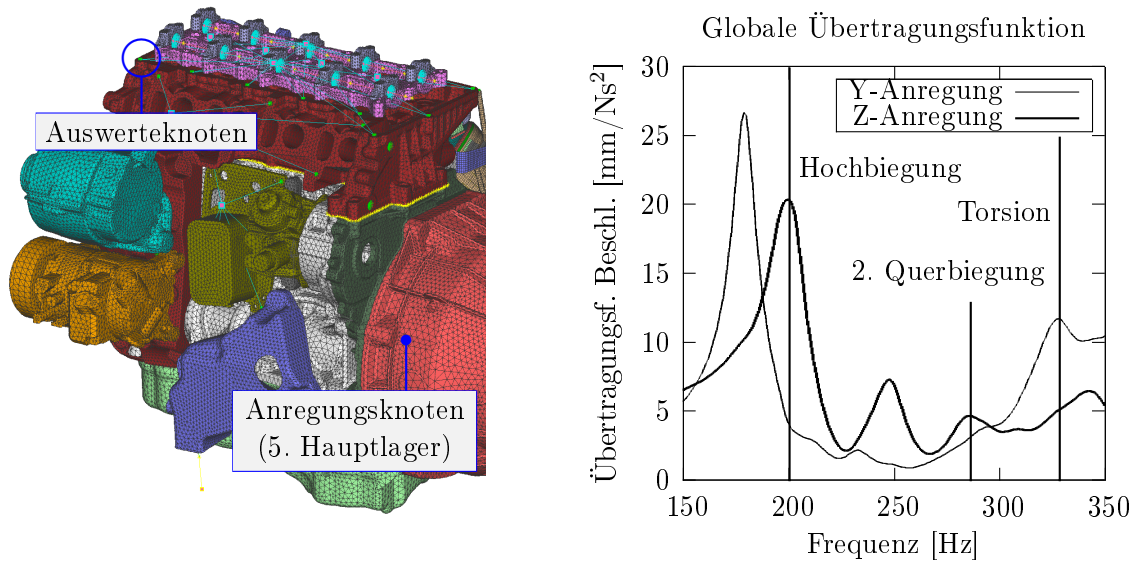 Auswerteknoten
Anregungsknoten
(5. Hauptlager)
Globale Übertragungsfunktion
Übertragungsf. Beschl. [mm/Ns²]
30
25
20
15
10
5
0
Y-Anregung
Z-Anregung
Hochbiegung
Torsion
2. Querbiegung
150 200 250 300 350
Frequenz [Hz]